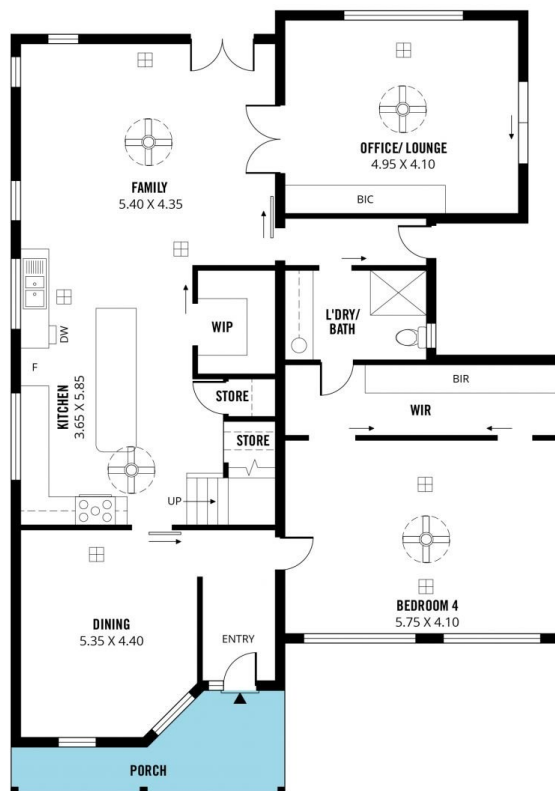 OFFICE/ LOUNGE
4.95 X 4.10
BIC
FAMILY
5.40 X 4.35
WIP
L'DRY/
BATH
DW
F
KITCHEN
3.65 X 5.85
STORE
STORE
BIR
WIR
UP
DINING
5.35 X 4.40
ENTRY
BEDROOM 4
5.75 X 4.10
PORCH